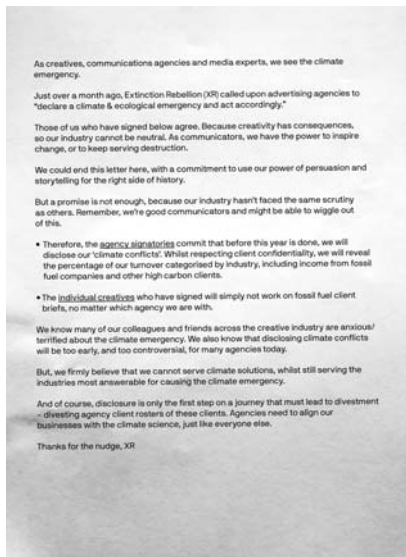 As creatives, communications agencies and media experts, we see the climate
emergency.
Just over a month ago, Extinction Rebellion (XR) called upon advertising agencies to
"declare a climate & ecological emergency and act accordingly."
Those of us who have signed below agree. Because creativity has consequences,
so our industry cannot be neutral. As communicators, we have the power to inspire
change, or to keep serving destruction.
We could end this letter here, with a commitment to use our power of persuasion and
storytelling for the right side of history.
But a promise is not enough, because our industry hasn't faced the same scrutiny
as others. Remember, we're good communicators and might be able to wiggle out
of this.
• Therefore, the agency signatories commit that before this year is done, we will
disclose our 'climate conflicts'. Whilst respecting client confidentiality, we will reveal
the percentage of our turnover categorised by industry, including income from fossil
fuel companies and other high carbon clients.
• The individual creatives who have signed will simply not work on fossil fuel client
briefs, no matter which agency we are with.
We know many of our colleagues and friends across the creative industry are anxious/
terrified about the climate emergency. We also know that disclosing climate conflicts
will be too early, and too controversial, for many agencies today.
But, we firmly believe that we cannot serve climate solutions, whilst still serving the
industries most answerable for causing the climate emergency.
And of course, disclosure is only the first step on a journey that must lead to divestment
- divesting agency client rosters of these clients. Agencies need to align our
businesses with the climate science, just like everyone else.
Thanks for the nudge, XR